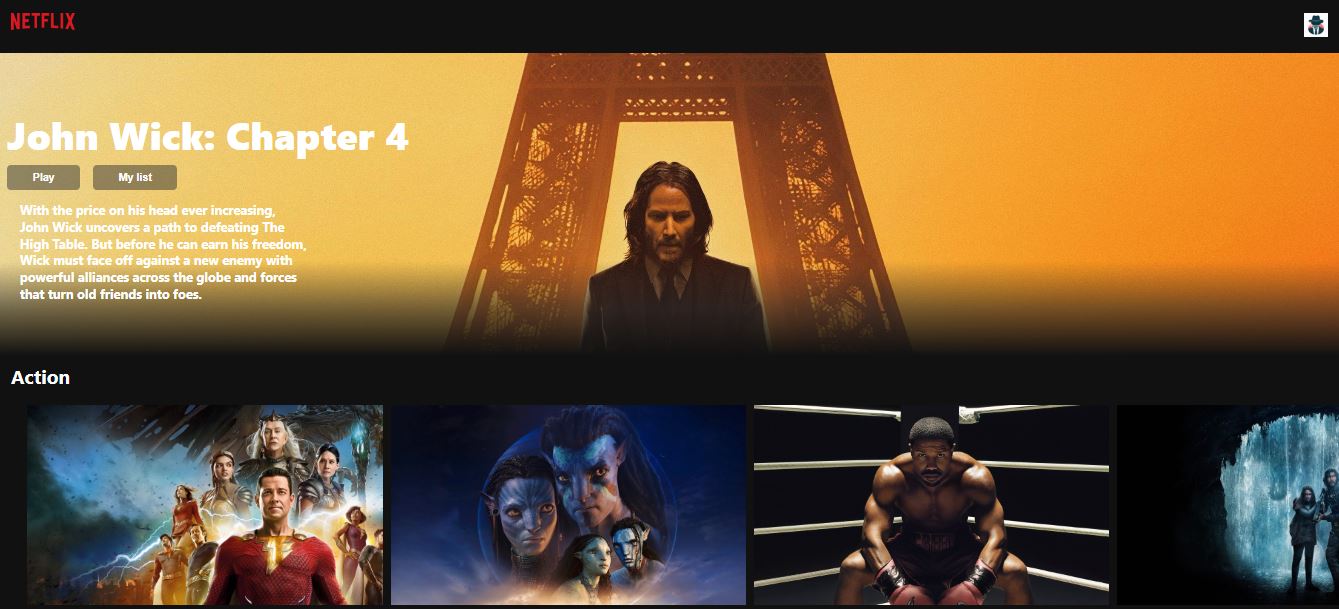 NETFLIX
John Wick: Chapter 4
Play
My list
With the price on his head ever increasing,
John Wick uncovers a path to defeating The
High Table. But before he can earn his freedom,
Wick must face off against a new enemy with
powerful alliances across the globe and forces
that turn old friends into foes.
Action